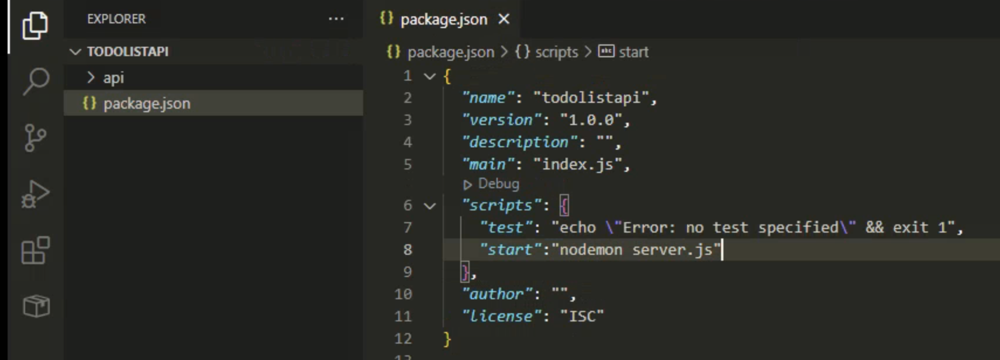 EXPLORER ...
TODOLISTAPI
api
{} package.json
{} package.json
{} package.json > {} scripts > abc start
1 {
2 "name": "todolistapi",
3 "version": "1.0.0",
4 "description": "",
5 "main": "index.js",
Debug
6 "scripts": {
7 "test": "echo \"Error: no test specified\" && exit 1",
8 "start":"nodemon server.js"
9 },
10 "author": "",
11 "license": "ISC"
12 }
13